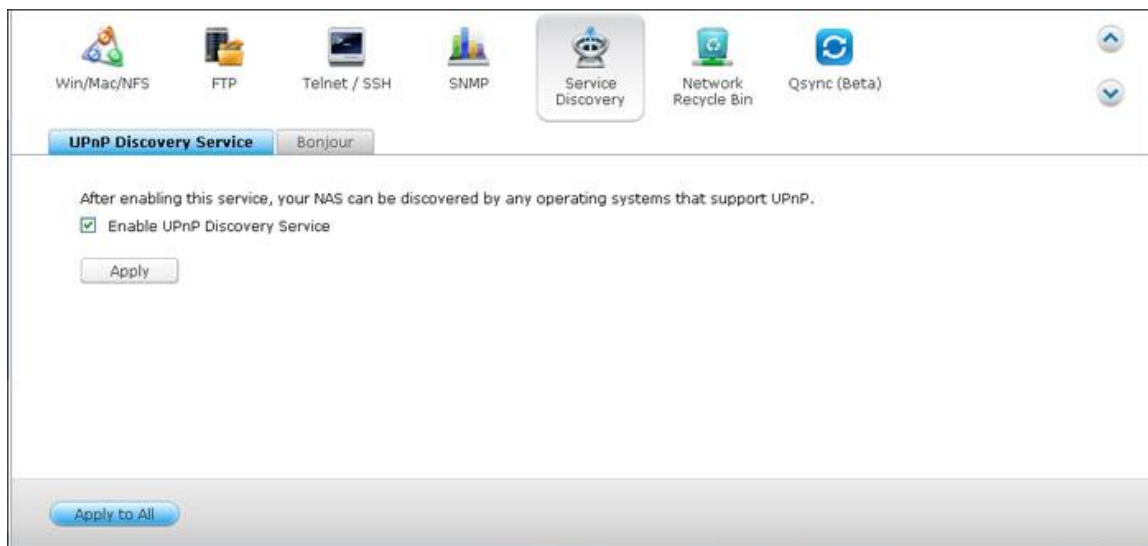 Win/Mac/NFS
FTP
Telnet / SSH
SNMP
Service
Discovery
Network
Recycle Bin
Qsync (Beta)
UPnP Discovery Service
Bonjour
After enabling this service, your NAS can be discovered by any operating systems that support UPnP.
Enable UPnP Discovery Service
Apply
Apply to All